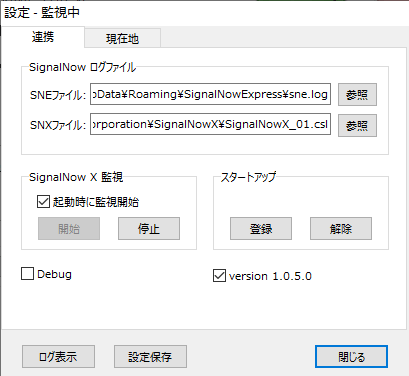 設定 - 監視中
連携
現在地
SignalNow ログファイル
SNEファイル:
pData¥Roaming¥SignalNowExpress¥sne.log
参照
SNXファイル:
orporation¥SignalNowX¥SignalNowX_01.csl
参照
SignalNow X 監視
スタートアップ
起動時に監視開始
開始
停止
登録
解除
Debug
version 1.0.5.0
ログ表示
設定保存
閉じる